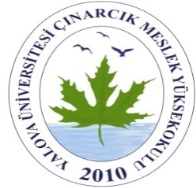 YALOVA ÜNİVERSİTESİ ÇINARCIK MESLEK YÜKSEKOKULU
2010